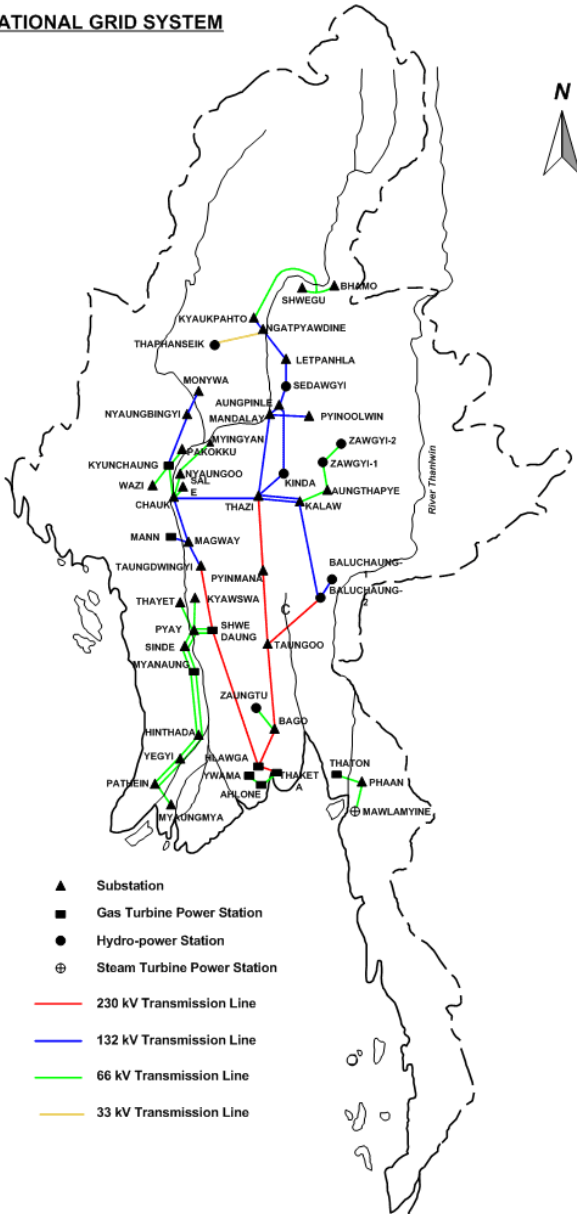 ATIONAL GRID SYSTEM
N
BHAMO
SHWEGU
KYAUKPAHTO
NGATPYAWDINE
THAPHANSEIK
LETPANHLA
MONYWA
SEDAWGYI
AUNGPINLE
NYAUNGBINGYI
MANDALAY
PYINOOLWIN
MYINGYAN
ZAWGYI-2
PAKOKKU
KYUNCHAUNG
ZAWGYI-1
NYAUNGOO
KINDA
WAZI
SAL
E
AUNGTHAPYE
CHAUK
THAZI
KALAW
River Thanlwin
MANN
MAGWAY
TAUNGDWINGYI
PYINMANA
BALUCHAUNG-
1
BALUCHAUNG-
2
THAYET
KYAWSWA
C
PYAY
SHWE
DAUNG
SINDE
TAUNGOO
MYANAUNG
ZAUNGTU
BAGO
HINTHADA
YEGYI
HLAWGA
THATON
YWAMA
THAKET
A
PHAAN
PATHEIN
AHLONE
MYAUNGMYA
MAWLAMYINE
Substation
Gas Turbine Power Station
Hydro-power Station
Steam Turbine Power Station
230 kV Transmission Line
132 kV Transmission Line
66 kV Transmission Line
33 kV Transmission Line